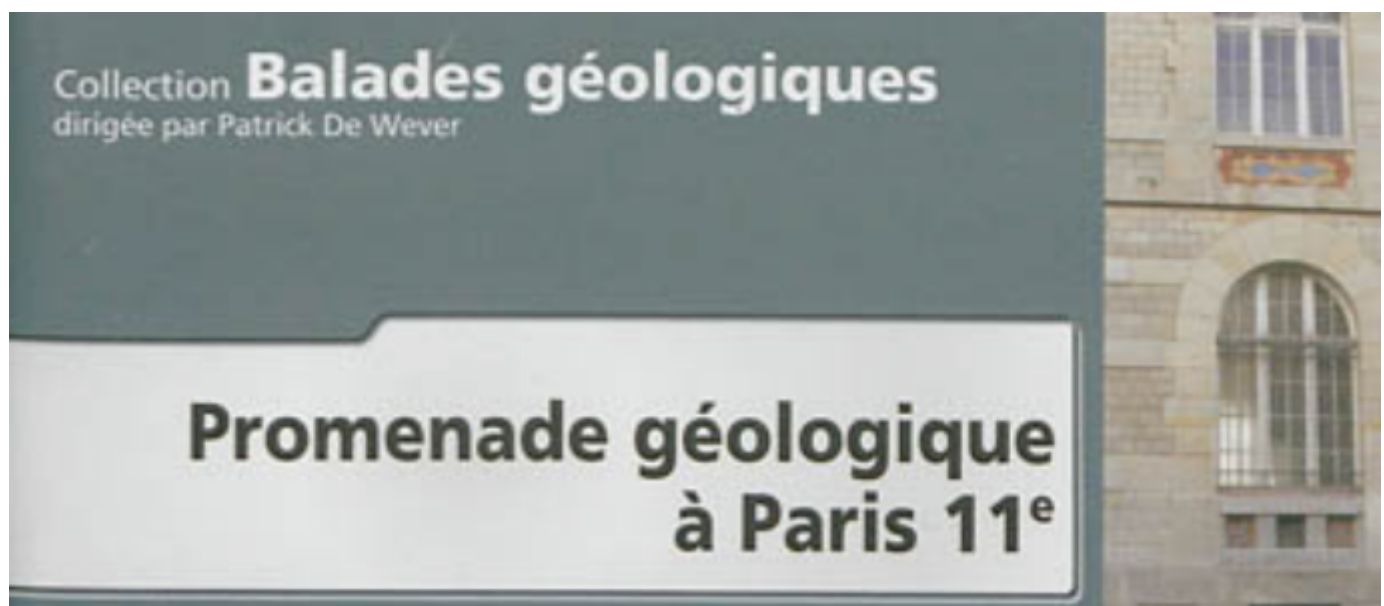 Collection Balades géologiques
dirigée par Patrick De Wever
Promenade géologique
à Paris 11e